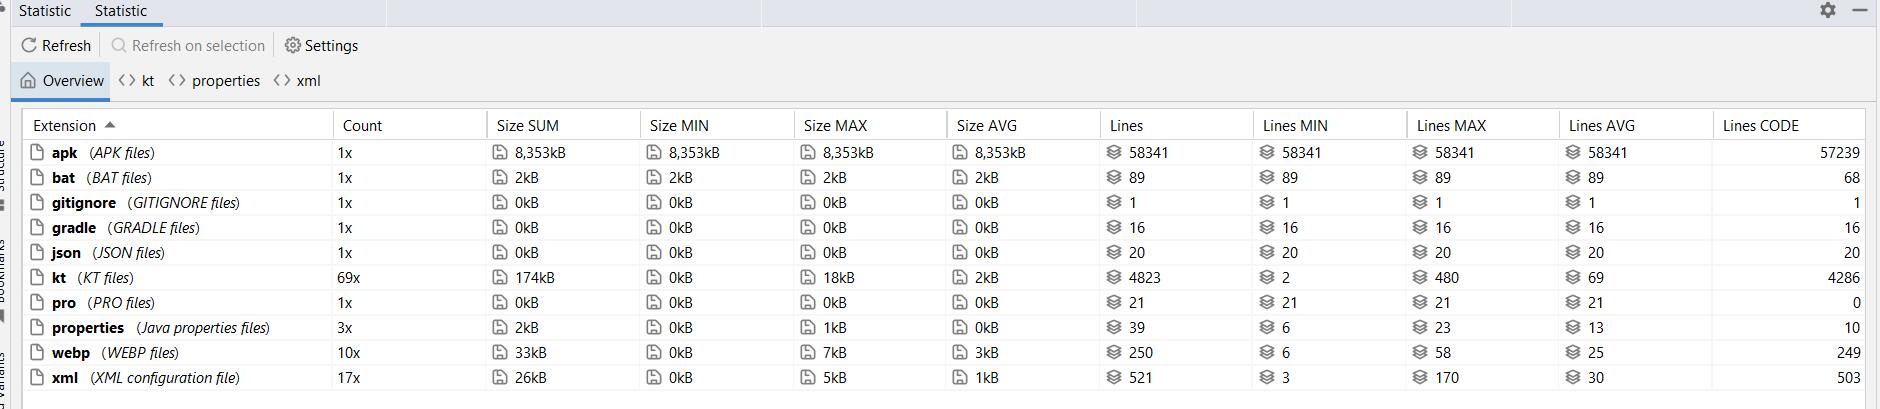 Statistic Statistic
Refresh Refresh on selection Settings
Overview kt properties xml
Extension Count Size SUM Size MIN Size MAX Size AVG Lines Lines MIN Lines MAX Lines AVG Lines CODE
apk (APK files) 1x 8,353kB 8,353kB 8,353kB 8,353kB 58341 58341 58341 58341 57239
bat (BAT files) 1x 2kB 2kB 2kB 2kB 89 89 89 89 68
gitignore (GITIGNORE files) 1x 0kB 0kB 0kB 0kB 1 1 1 1 1
gradle (GRADLE files) 1x 0kB 0kB 0kB 0kB 16 16 16 16 16
json (JSON files) 1x 0kB 0kB 0kB 0kB 20 20 20 20 20
kt (KT files) 69x 174kB 0kB 18kB 2kB 4823 2 480 69 4286
pro (PRO files) 1x 0kB 0kB 0kB 0kB 21 21 21 21 0
properties (Java properties files) 3x 2kB 0kB 1kB 0kB 39 6 23 13 10
webp (WEBP files) 10x 33kB 0kB 7kB 3kB 250 6 58 25 249
xml (XML configuration file) 17x 26kB 0kB 5kB 1kB 521 3 170 30 503